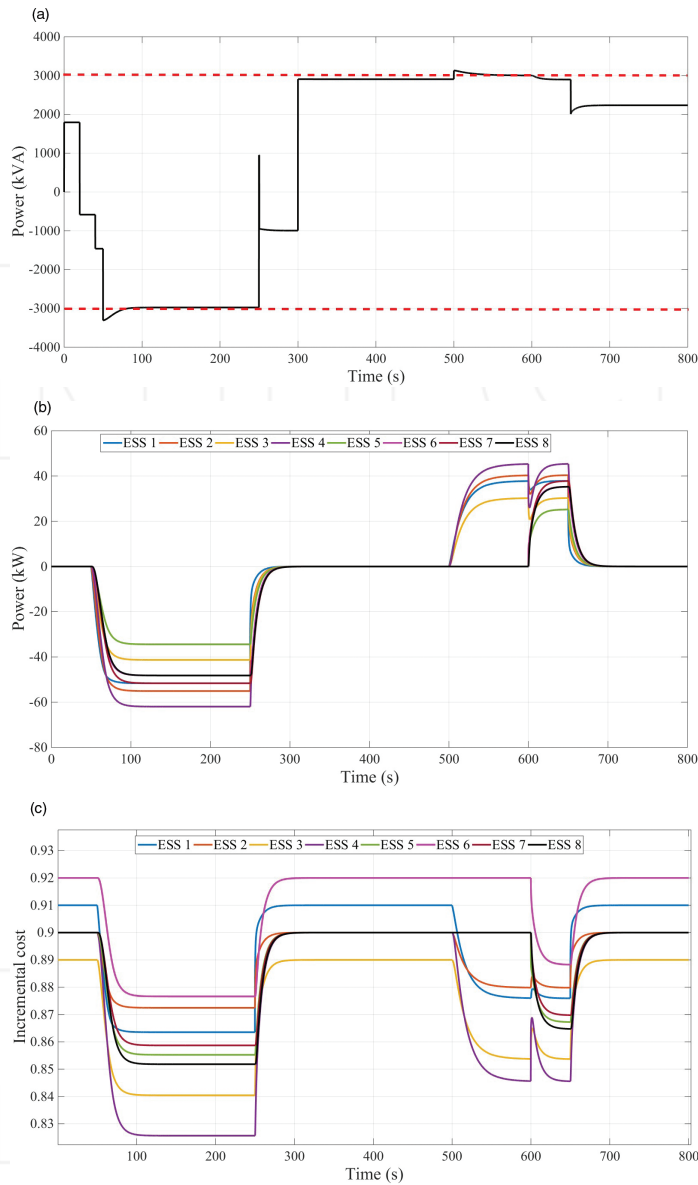 (a)
4000
3000
2000
1000
0
-1000
-2000
-3000
-4000
Power (kVA)
0 100 200 300 400 500 600 700 800
Time (s)
(b)
60
40
20
0
-20
-40
-60
-80
Power (kW)
ESS 1 ESS 2 ESS 3 ESS 4 ESS 5 ESS 6 ESS 7 ESS 8
0 100 200 300 400 500 600 700 800
Time (s)
(c)
0.93
0.92
0.91
0.9
0.89
0.88
0.87
0.86
0.85
0.84
0.83
Incremental cost
ESS 1 ESS 2 ESS 3 ESS 4 ESS 5 ESS 6 ESS 7 ESS 8
100 200 300 400 500 600 700 800
Time (s)